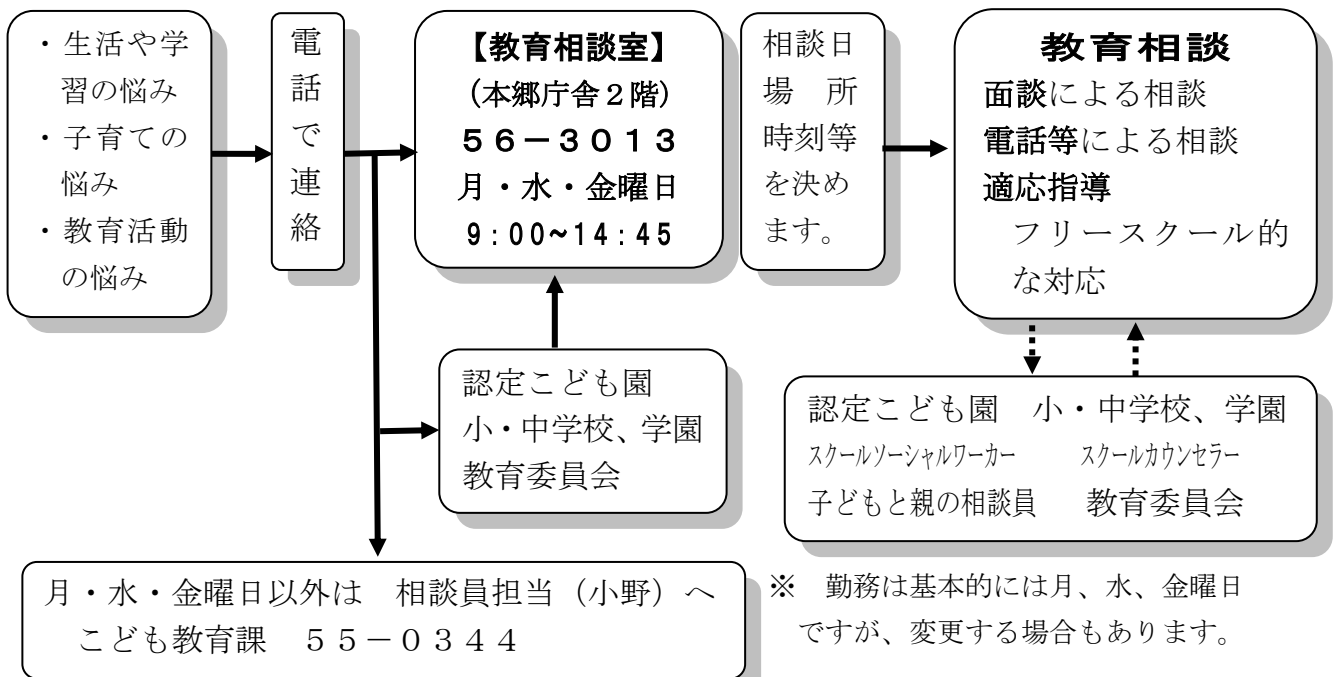 ・生活や学
習の悩み
・子育ての
悩み
・教育活動
の悩み
電話で連絡
【教育相談室】
(本郷庁舎2階)
56-3013
月・水・金曜日
9:00~14:45
相談日
場 所
時刻等
を決め
ます。
教育相談
面談による相談
電話等による相談
適応指導
フリースクール的
な対応
認定こども園
小・中学校、学園
教育委員会
認定こども園 小・中学校、学園
スクールソーシャルワーカー スクールカウンセラー
子どもと親の相談員 教育委員会
月・水・金曜日以外は 相談員担当(小野)へ
こども教育課 55-0344
※ 勤務は基本的には月、水、金曜日
ですが、変更する場合もあります。